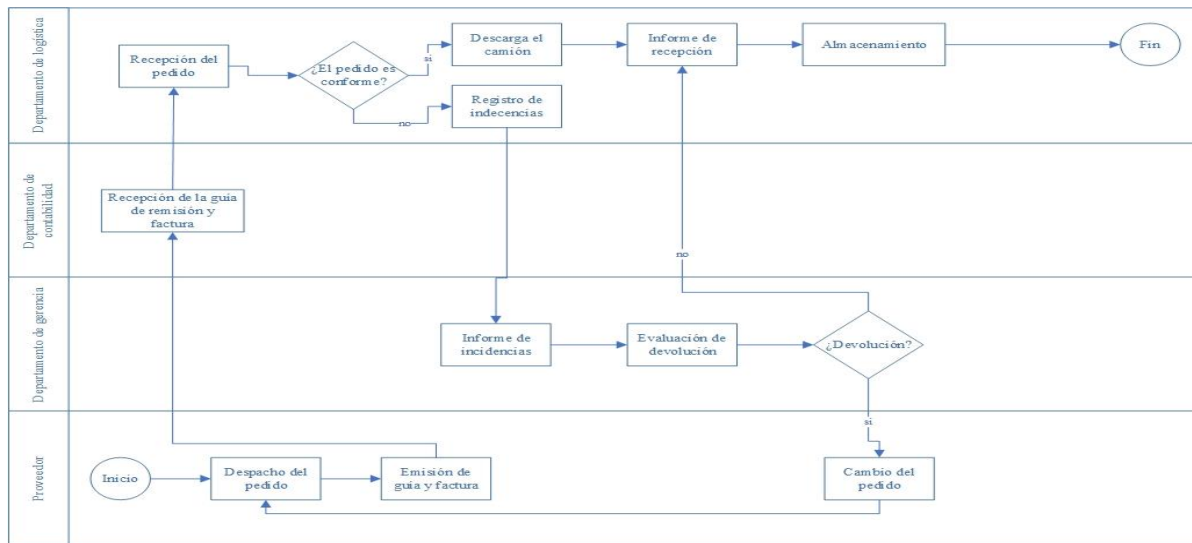 Departamento de logística
Recepción del
pedido
¿El pedido es
conforme?
si
no
Descarga el
camión
Registro de
indecencias
Informe de
recepción
Almacenamiento
Fin
Departamento de
contabilidad
Recepción de la guía
de remisión y
factura
no
Departamento de gerencia
Informe de
incidencias
Evaluación de
devolución
¿Devolución?
si
Proveedor
Inicio
Despacho del
pedido
Emisión de
guía y factura
Cambio del
pedido